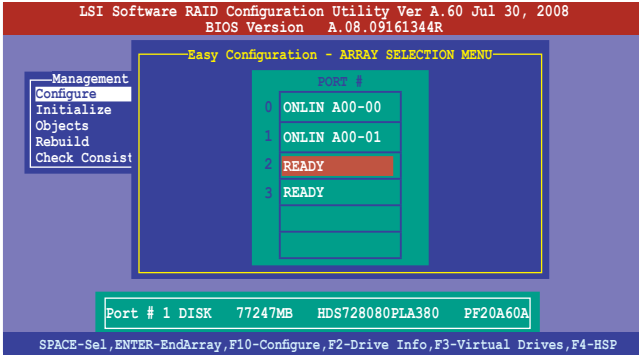 LSI Software RAID Configuration Utility Ver A.60 Jul 30, 2008
BIOS Version A.08.09161344R
Easy Configuration - ARRAY SELECTION MENU
Management
Configure
Initialize
Objects
Rebuild
Check Consist
PORT #
0 ONLIN A00-00
1 ONLIN A00-01
2 READY
3 READY
Port # 1 DISK 77247MB HDS728080PLA380 PF20A60A
SPACE-Sel,ENTER-EndArray,F10-Configure,F2-Drive Info,F3-Virtual Drives,F4-HSP